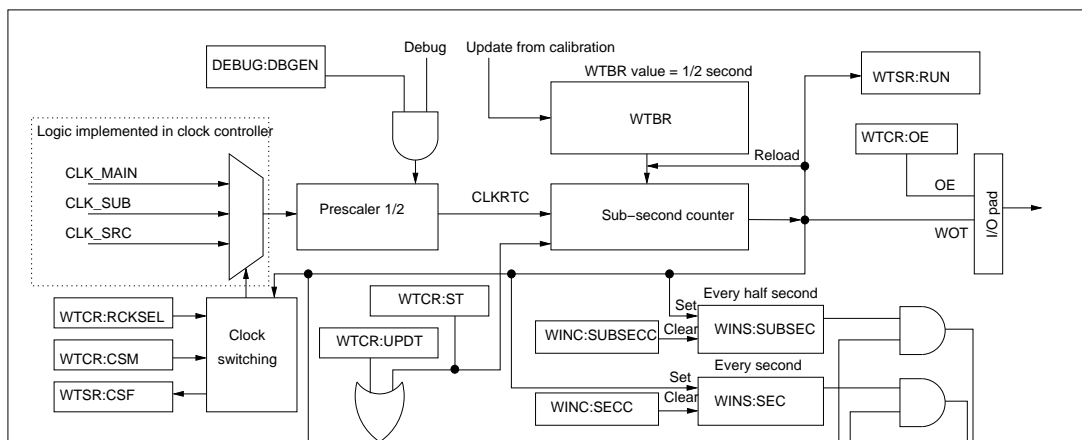 Debug
Update from calibration
DEBUG:DBGEN
WTBR value = 1/2 second
WTSR:RUN
WTBR
Logic implemented in clock controller
WTCR:OE
Reload
CLK_MAIN
OE
CLK_SUB
Prescaler 1/2
CLKRTC
Sub−second counter
I/O pad
CLK_SRC
WOT
WTCR:ST
Every half second
Set
WTCR:RCKSEL
Clock
switching
WINC:SUBSECC
Clear
WINS:SUBSEC
WTCR:UPDT
WTCR:CSM
Every second
Set
WTSR:CSF
WINC:SECC
Clear
WINS:SEC